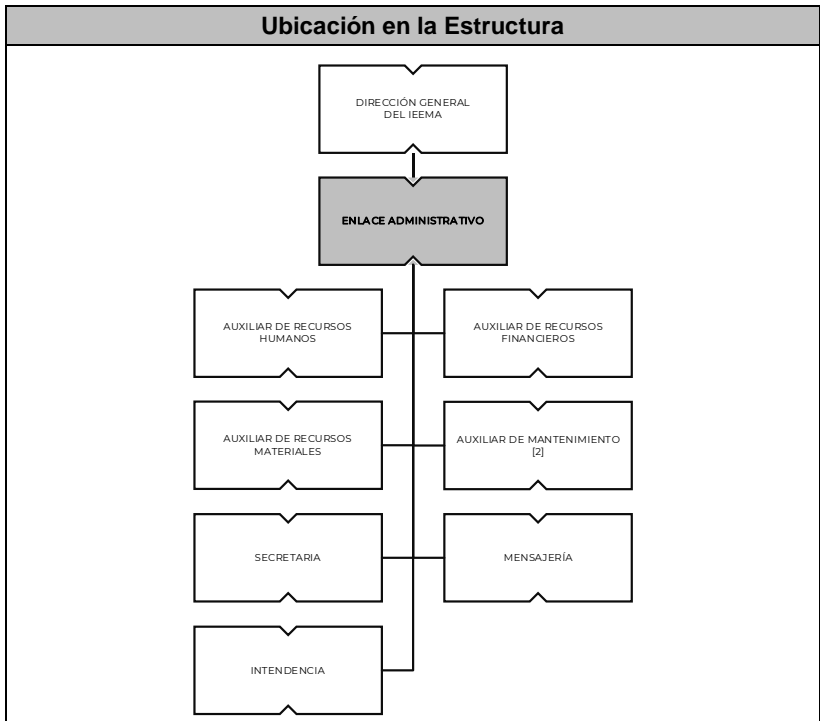 Ubicación en la Estructura
DIRECCIÓN GENERAL
DEL IEEMA
ENLACE ADMINISTRATIVO
AUXILIAR DE RECURSOS
HUMANOS
AUXILIAR DE RECURSOS
FINANCIEROS
AUXILIAR DE RECURSOS
MATERIALES
AUXILIAR DE MANTENIMIENTO
[2]
SECRETARIA
MENSAJERÍA
INTENDENCIA